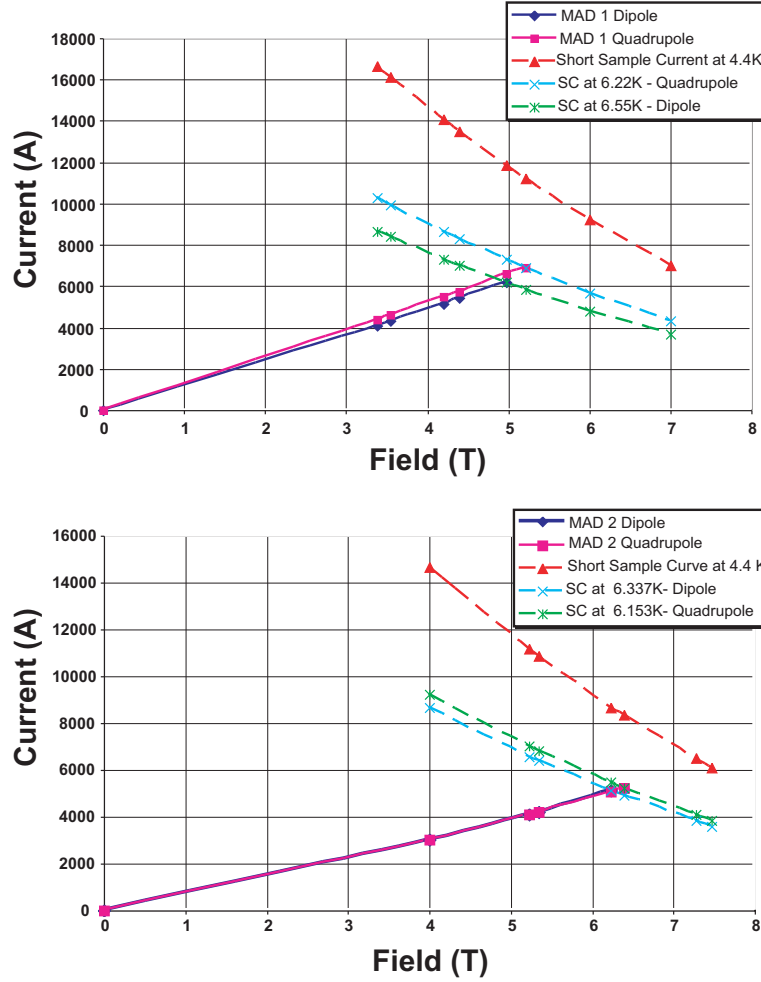 MAD 1 Dipole
MAD 1 Quadrupole
Short Sample Current at 4.4K
SC at 6.22K - Quadrupole
SC at 6.55K - Dipole
18000
16000
14000
12000
10000
8000
6000
4000
2000
0
Current (A)
0 1 2 3 4 5 6 7 8
Field (T)
MAD 2 Dipole
MAD 2 Quadrupole
Short Sample Curve at 4.4 K
SC at 6.337K- Dipole
SC at 6.153K- Quadrupole
16000
14000
12000
10000
8000
6000
4000
2000
0
Current (A)
0 1 2 3 4 5 6 7 8
Field (T)